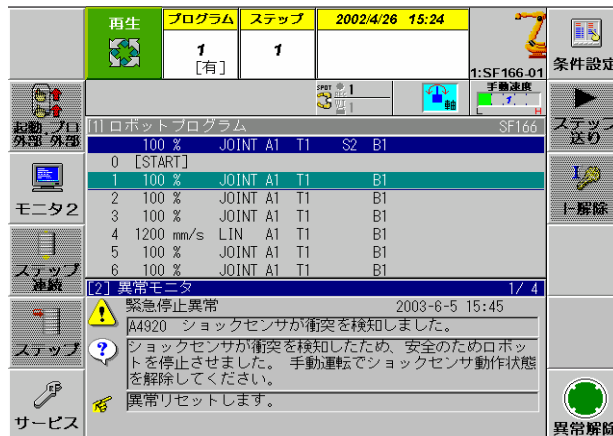 再生
プログラム
ステップ
2002/4/26 15:24
1
[有]
1
1:SF166-01
条件設定
SPOT
1
軸
手動速度
1
L H
起動 プロ
外部 外部
ステップ
送り
[1] ロボットプログラム SF166
100 % JOINT A1 T1 S2 B1
0 [START]
1 100 % JOINT A1 T1 B1
2 100 % JOINT A1 T1 B1
3 100 % JOINT A1 T1 B1
4 1200 mm/s LIN A1 T1 B1
5 100 % JOINT A1 T1 B1
6 100 % JOINT A1 T1 B1
モニタ2
I-解除
ステップ
連続
[2] 異常モニタ 1/ 4
緊急停止異常 2003-6-5 15:45
A4920 ショックセンサが衝突を検知しました。
ショックセンサが衝突を検知したため、安全のためロボッ
トを停止させました。 手動運転でショックセンサ動作状態
を解除してください。
異常リセットします。
ステップ
サービス
異常解除